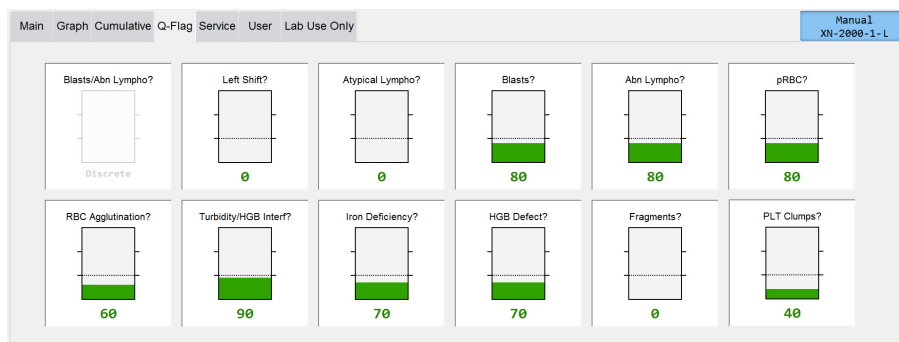 Main Graph Cumulative Q-Flag Service User Lab Use Only
Manual
XN-2000-1-L
Blasts/Abn Lympho? Left Shift? Atypical Lympho? Blasts? Abn Lympho? pRBC?
Discrete 0 0 80 80 80
RBC Agglutination? Turbidity/HGB Interf? Iron Deficiency? HGB Defect? Fragments? PLT Clumps?
60 90 70 70 0 40